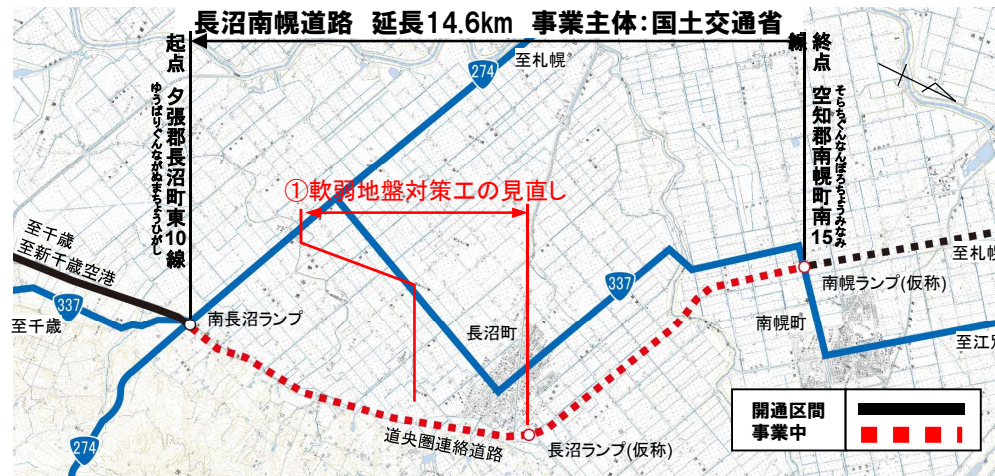 長沼南幌道路 延長14.6km 事業主体:国土交通省
起点 夕張郡長沼町東10線
ゆうばりぐんながぬまちょうひがし
終点 空知郡南幌町南15線
そらちぐんなんぽろちょうみなみ
274
至札幌
①軟弱地盤対策工の見直し
至千歳
至新千歳空港
337
至千歳
南長沼ランプ
長沼町
337
南幌ランプ(仮称)
至札幌
南幌町
至江別
道央圏連絡道路
長沼ランプ(仮称)
274
開通区間
事業中